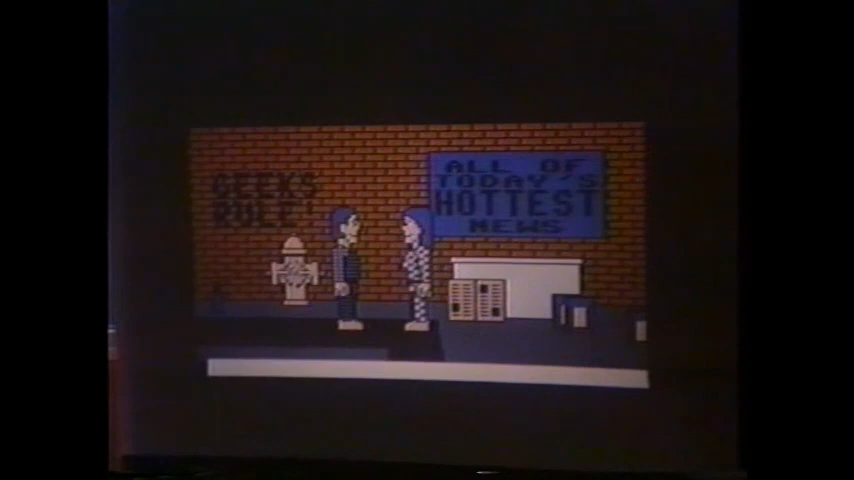 GEEKS
RULE!
ALL OF
TODAY'S
HOTTEST
NEWS